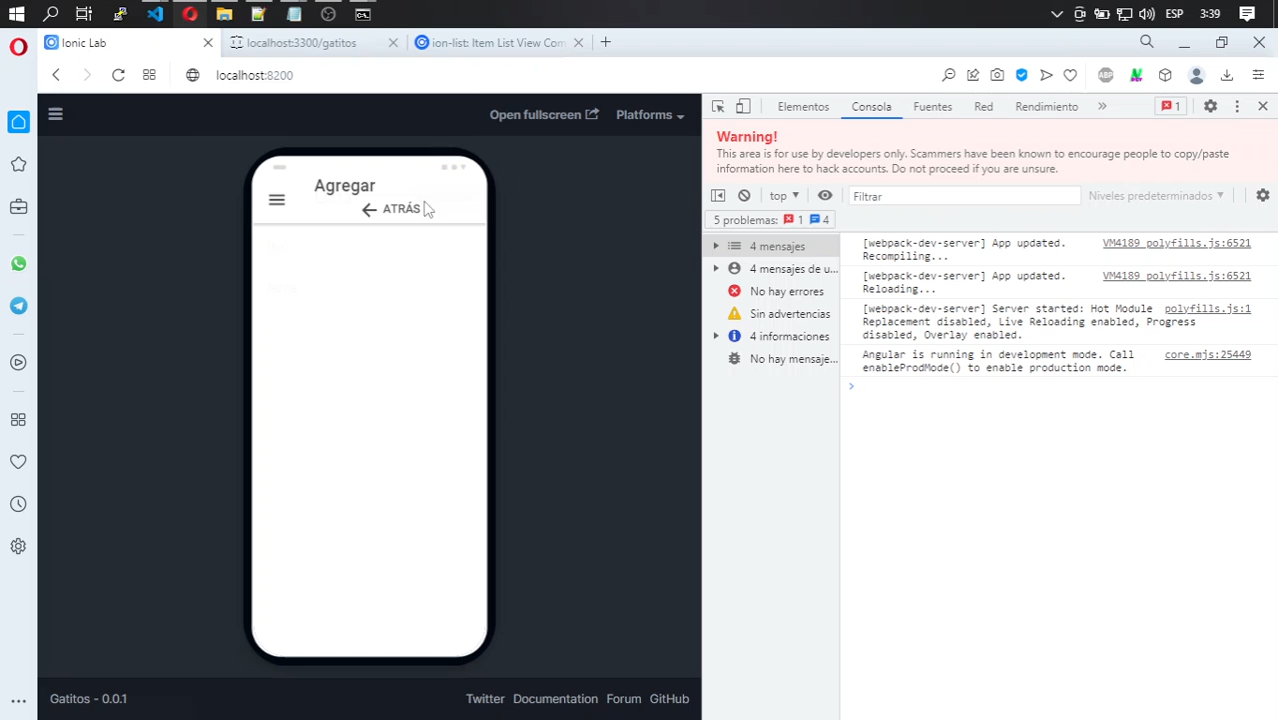 ESP 3:39
Ionic Lab
localhost:3300/gatitos
ion-list: Item List View Com
localhost:8200
ABP
Open fullscreen
Platforms
Agregar
ATRÁS
Gatitos - 0.0.1
Twitter Documentation Forum GitHub
Elementos Consola Fuentes Red Rendimiento 1
Warning!
This area is for use by developers only. Scammers have been known to encourage people to copy/paste
information here to hack accounts. Do not proceed if you are unsure.
top Filtrar Niveles predeterminados
5 problemas: 1 4
4 mensajes
4 mensajes de u...
No hay errores
Sin advertencias
4 informaciones
No hay mensaje...
[webpack-dev-server] App updated. VM4189 polyfills.js:6521
Recompiling...
[webpack-dev-server] App updated. VM4189 polyfills.js:6521
Reloading...
[webpack-dev-server] Server started: Hot Module polyfills.js:1
Replacement disabled, Live Reloading enabled, Progress
disabled, Overlay enabled.
Angular is running in development mode. Call core.mjs:25449
enableProdMode() to enable production mode.